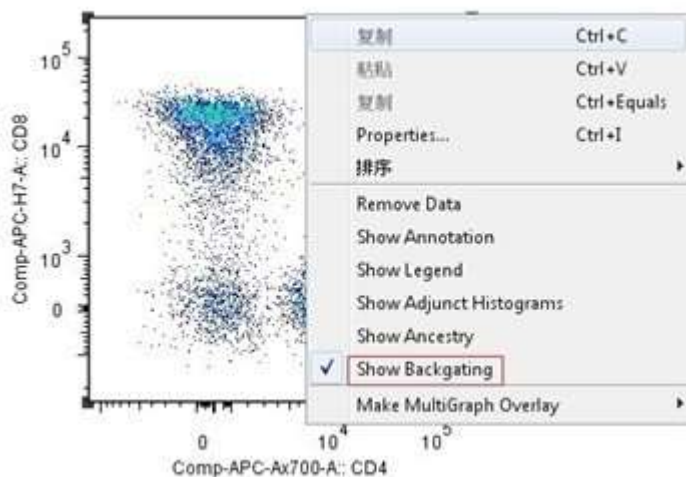 10^5
10^4
10^3
0
Comp-APC-H7-A:: CD8
0
10^4
10^5
Comp-APC-Ax700-A:: CD4
复制 Ctrl+C
粘贴 Ctrl+V
复制 Ctrl+Equals
Properties... Ctrl+I
排序
Remove Data
Show Annotation
Show Legend
Show Adjunct Histograms
Show Ancestry
Show Backgating
Make MultiGraph Overlay